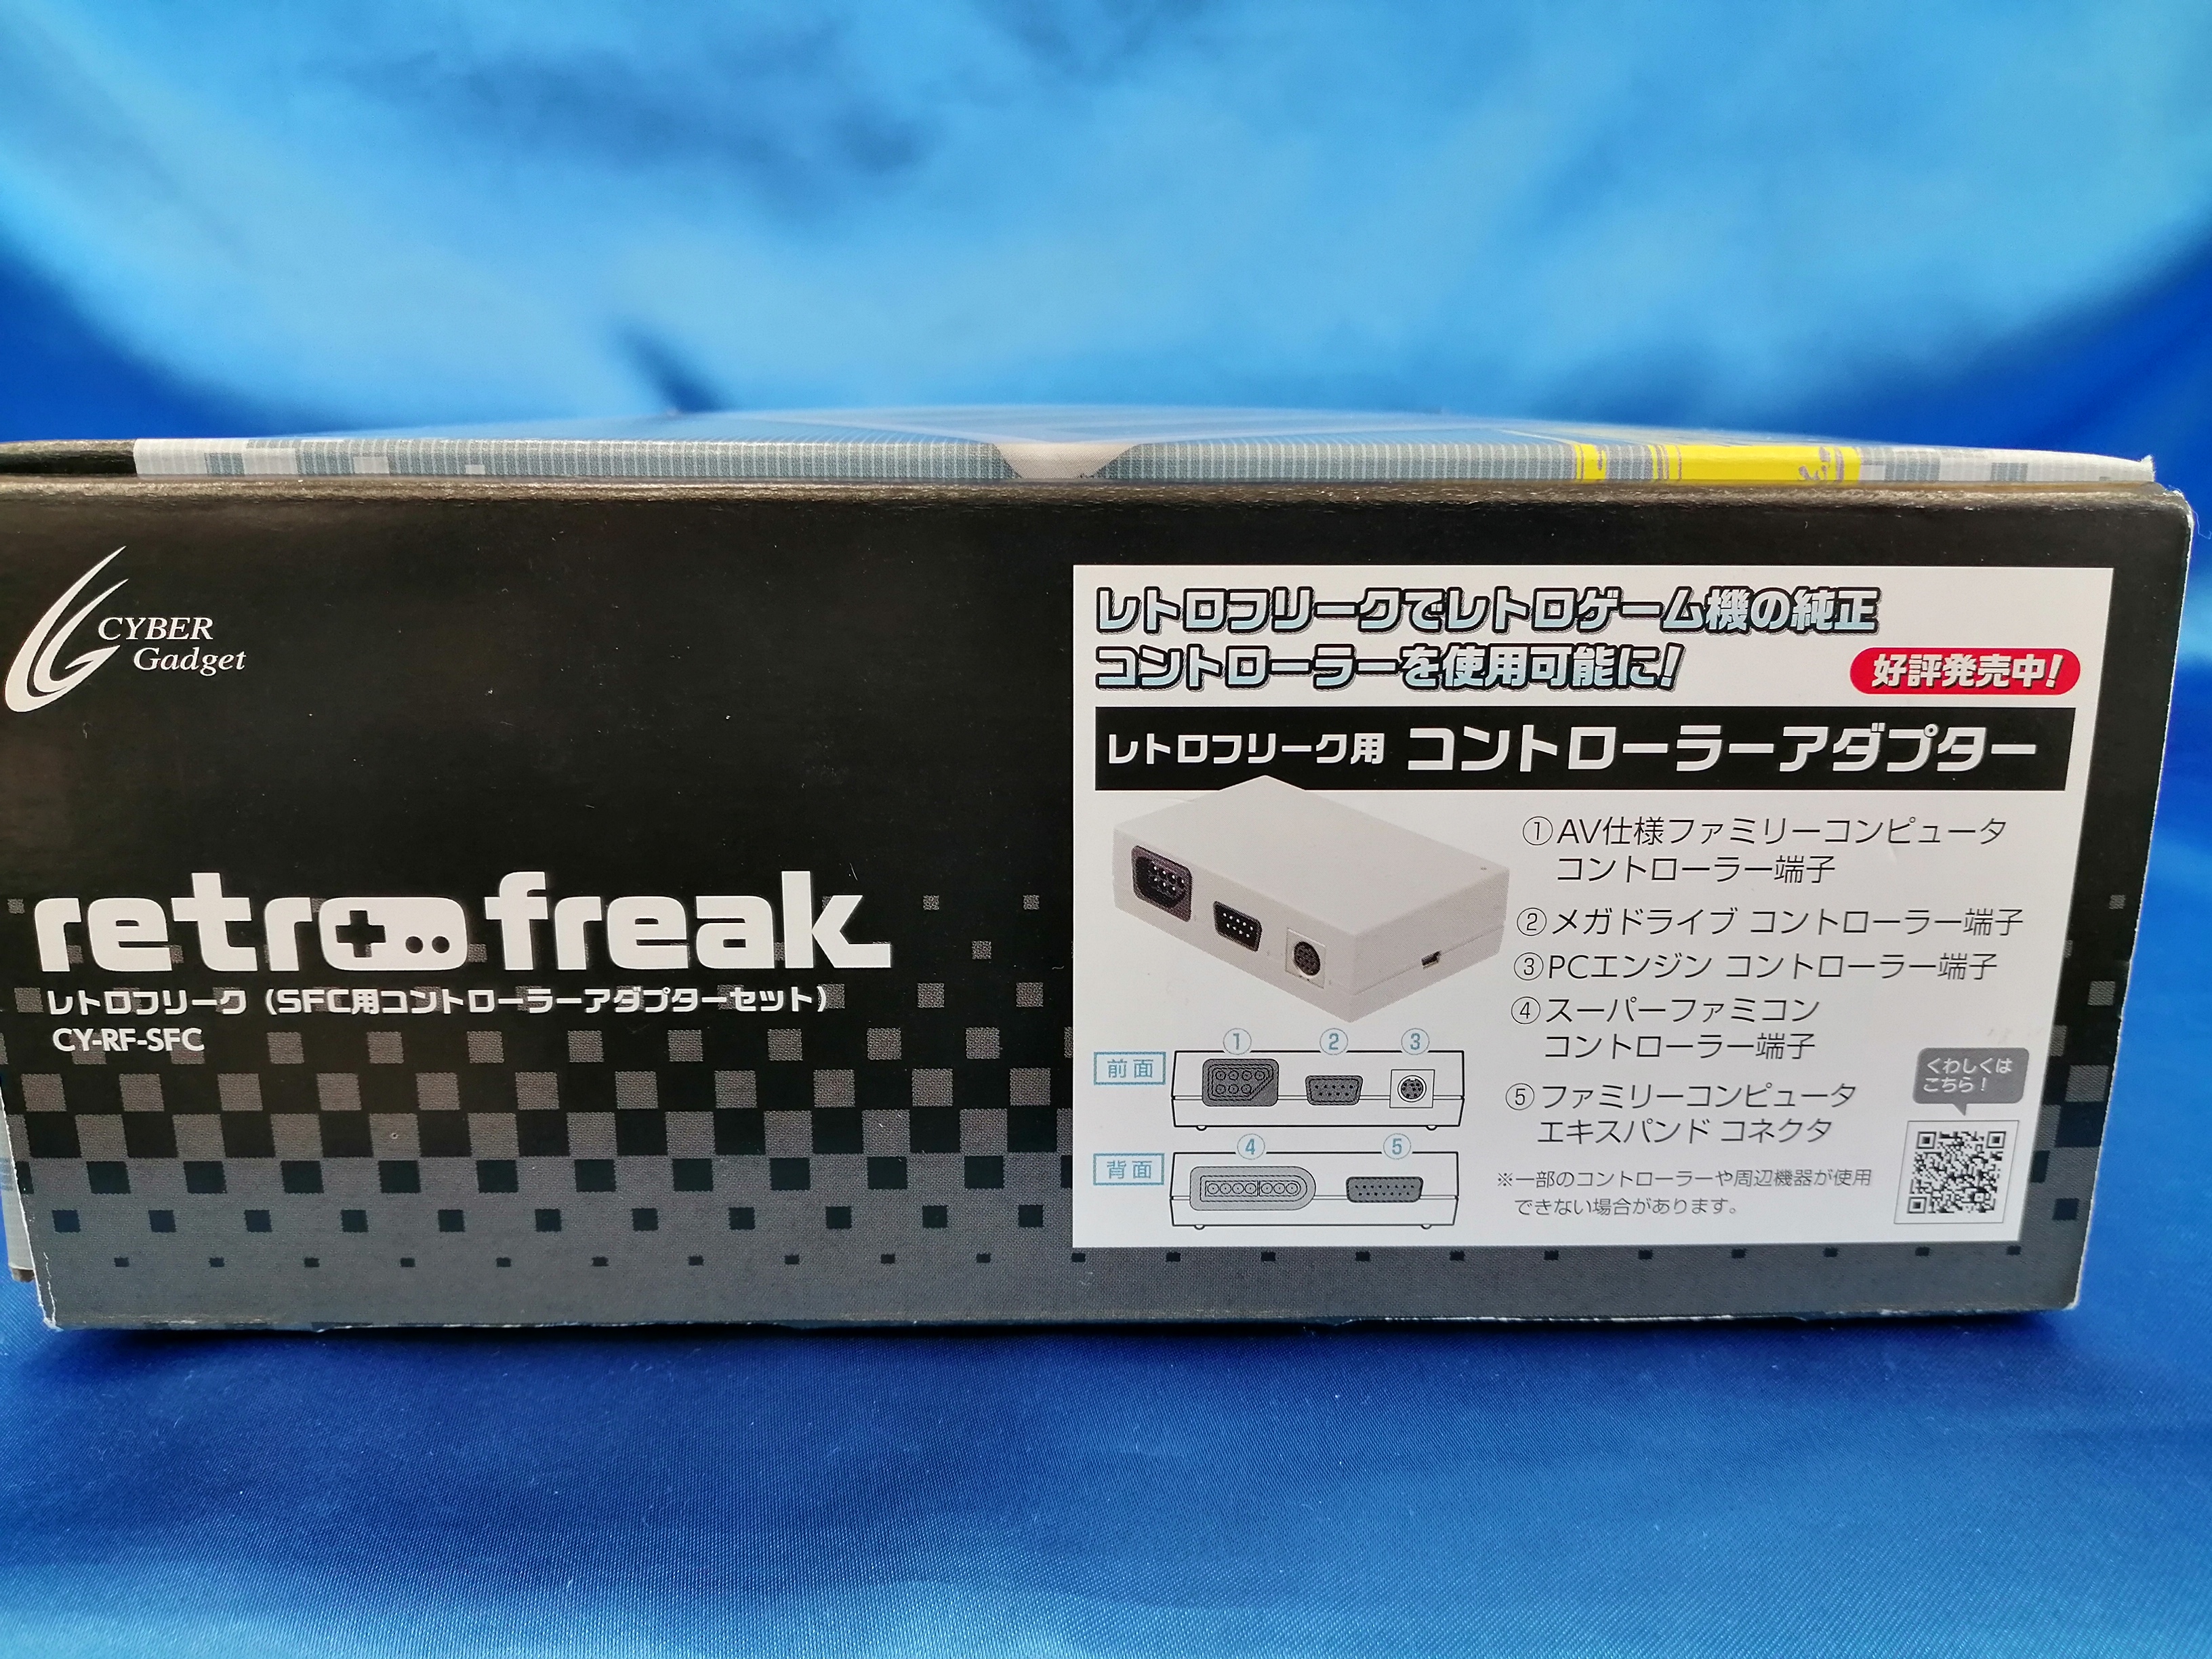 CYBER
Gadget
retro freak
レトロフリーク（SFC用コントローラーアダプターセット）
CY-RF-SFC
レトロフリークでレトロゲーム機の純正
コントローラーを使用可能に!
好評発売中!
レトロフリーク用 コントローラーアダプター
①AV仕様ファミリーコンピュータ
コントローラー端子
②メガドライブ コントローラー端子
③PCエンジン コントローラー端子
④スーパーファミコン
コントローラー端子
⑤ファミリーコンピュータ
エキスパンド コネクタ
※一部のコントローラーや周辺機器が使用
できない場合があります。
くわしくは
こちら！
① ② ③
前面
④ ⑤
背面